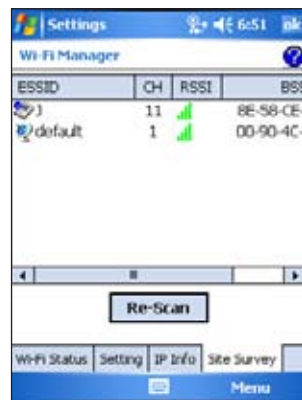 Settings 6:51 ok
Wi-Fi Manager
ESSID CH RSSI BSS
J 11 8E-58-CE-
default 1 00-90-4C-
Re-Scan
Wi-Fi Status Setting IP Info Site Survey
Menu